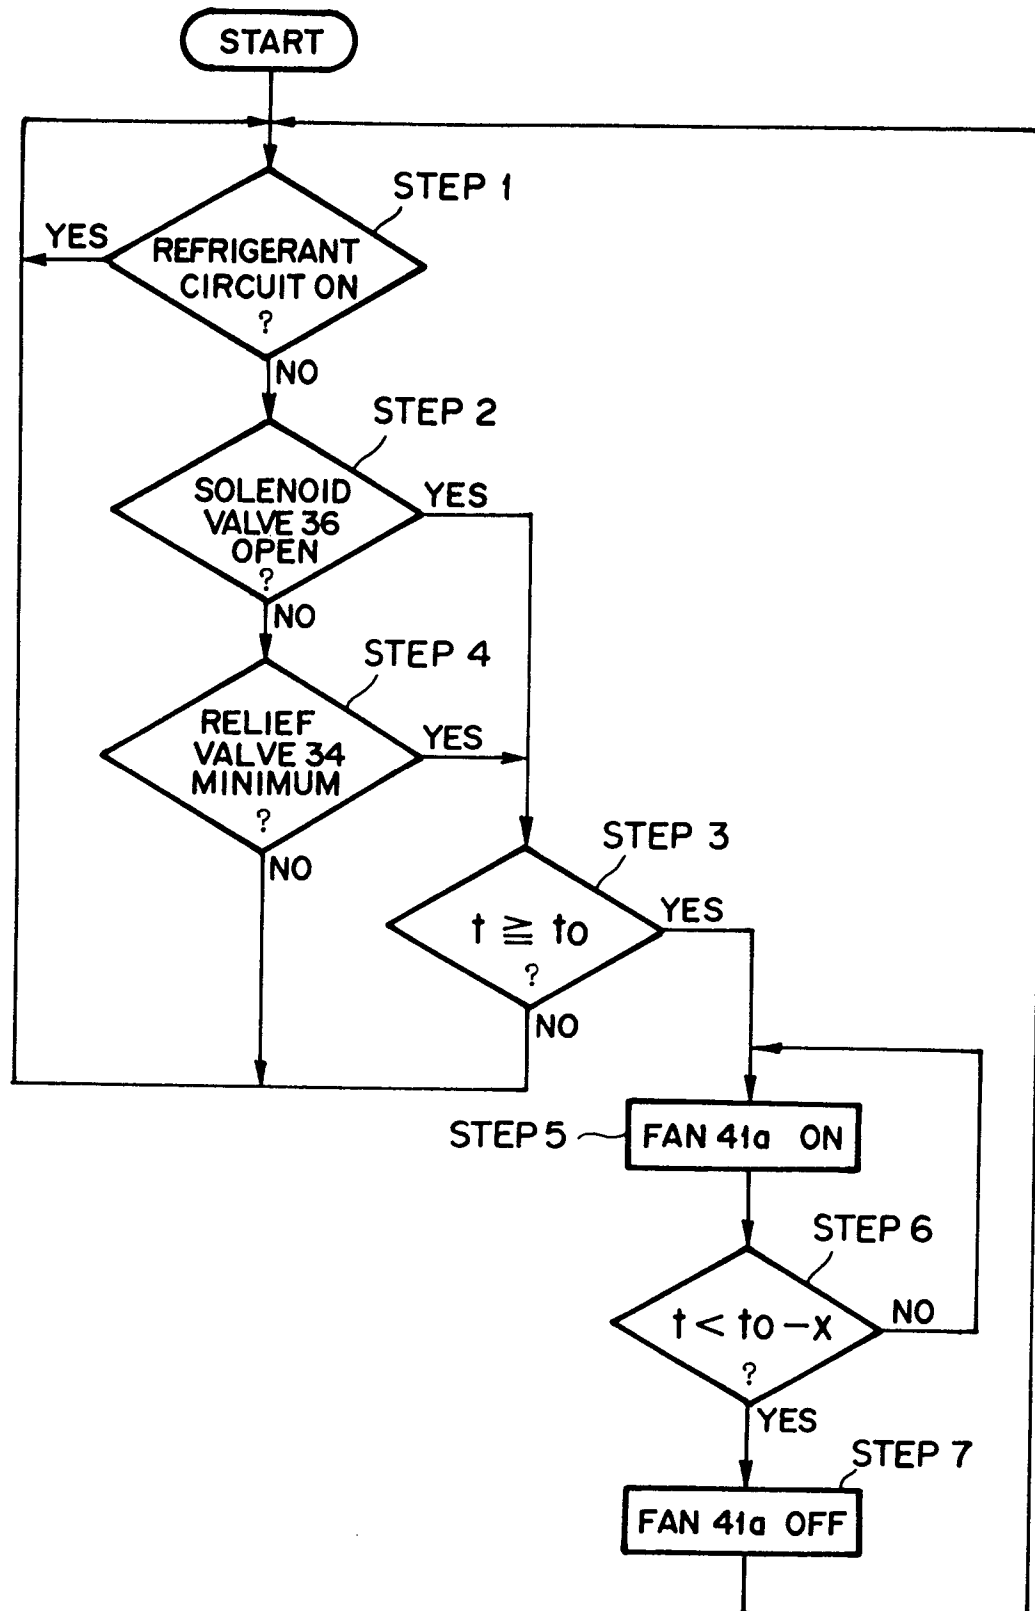 START
STEP 1
YES
REFRIGERANT
CIRCUIT ON
?
NO
STEP 2
SOLENOID
VALVE 36
OPEN
?
YES
NO
STEP 4
RELIEF
VALVE 34
MINIMUM
?
YES
NO
STEP 3
t ≧ to
?
YES
NO
STEP 5
FAN 41a ON
STEP 6
t < to - x
?
NO
YES
STEP 7
FAN 41a OFF